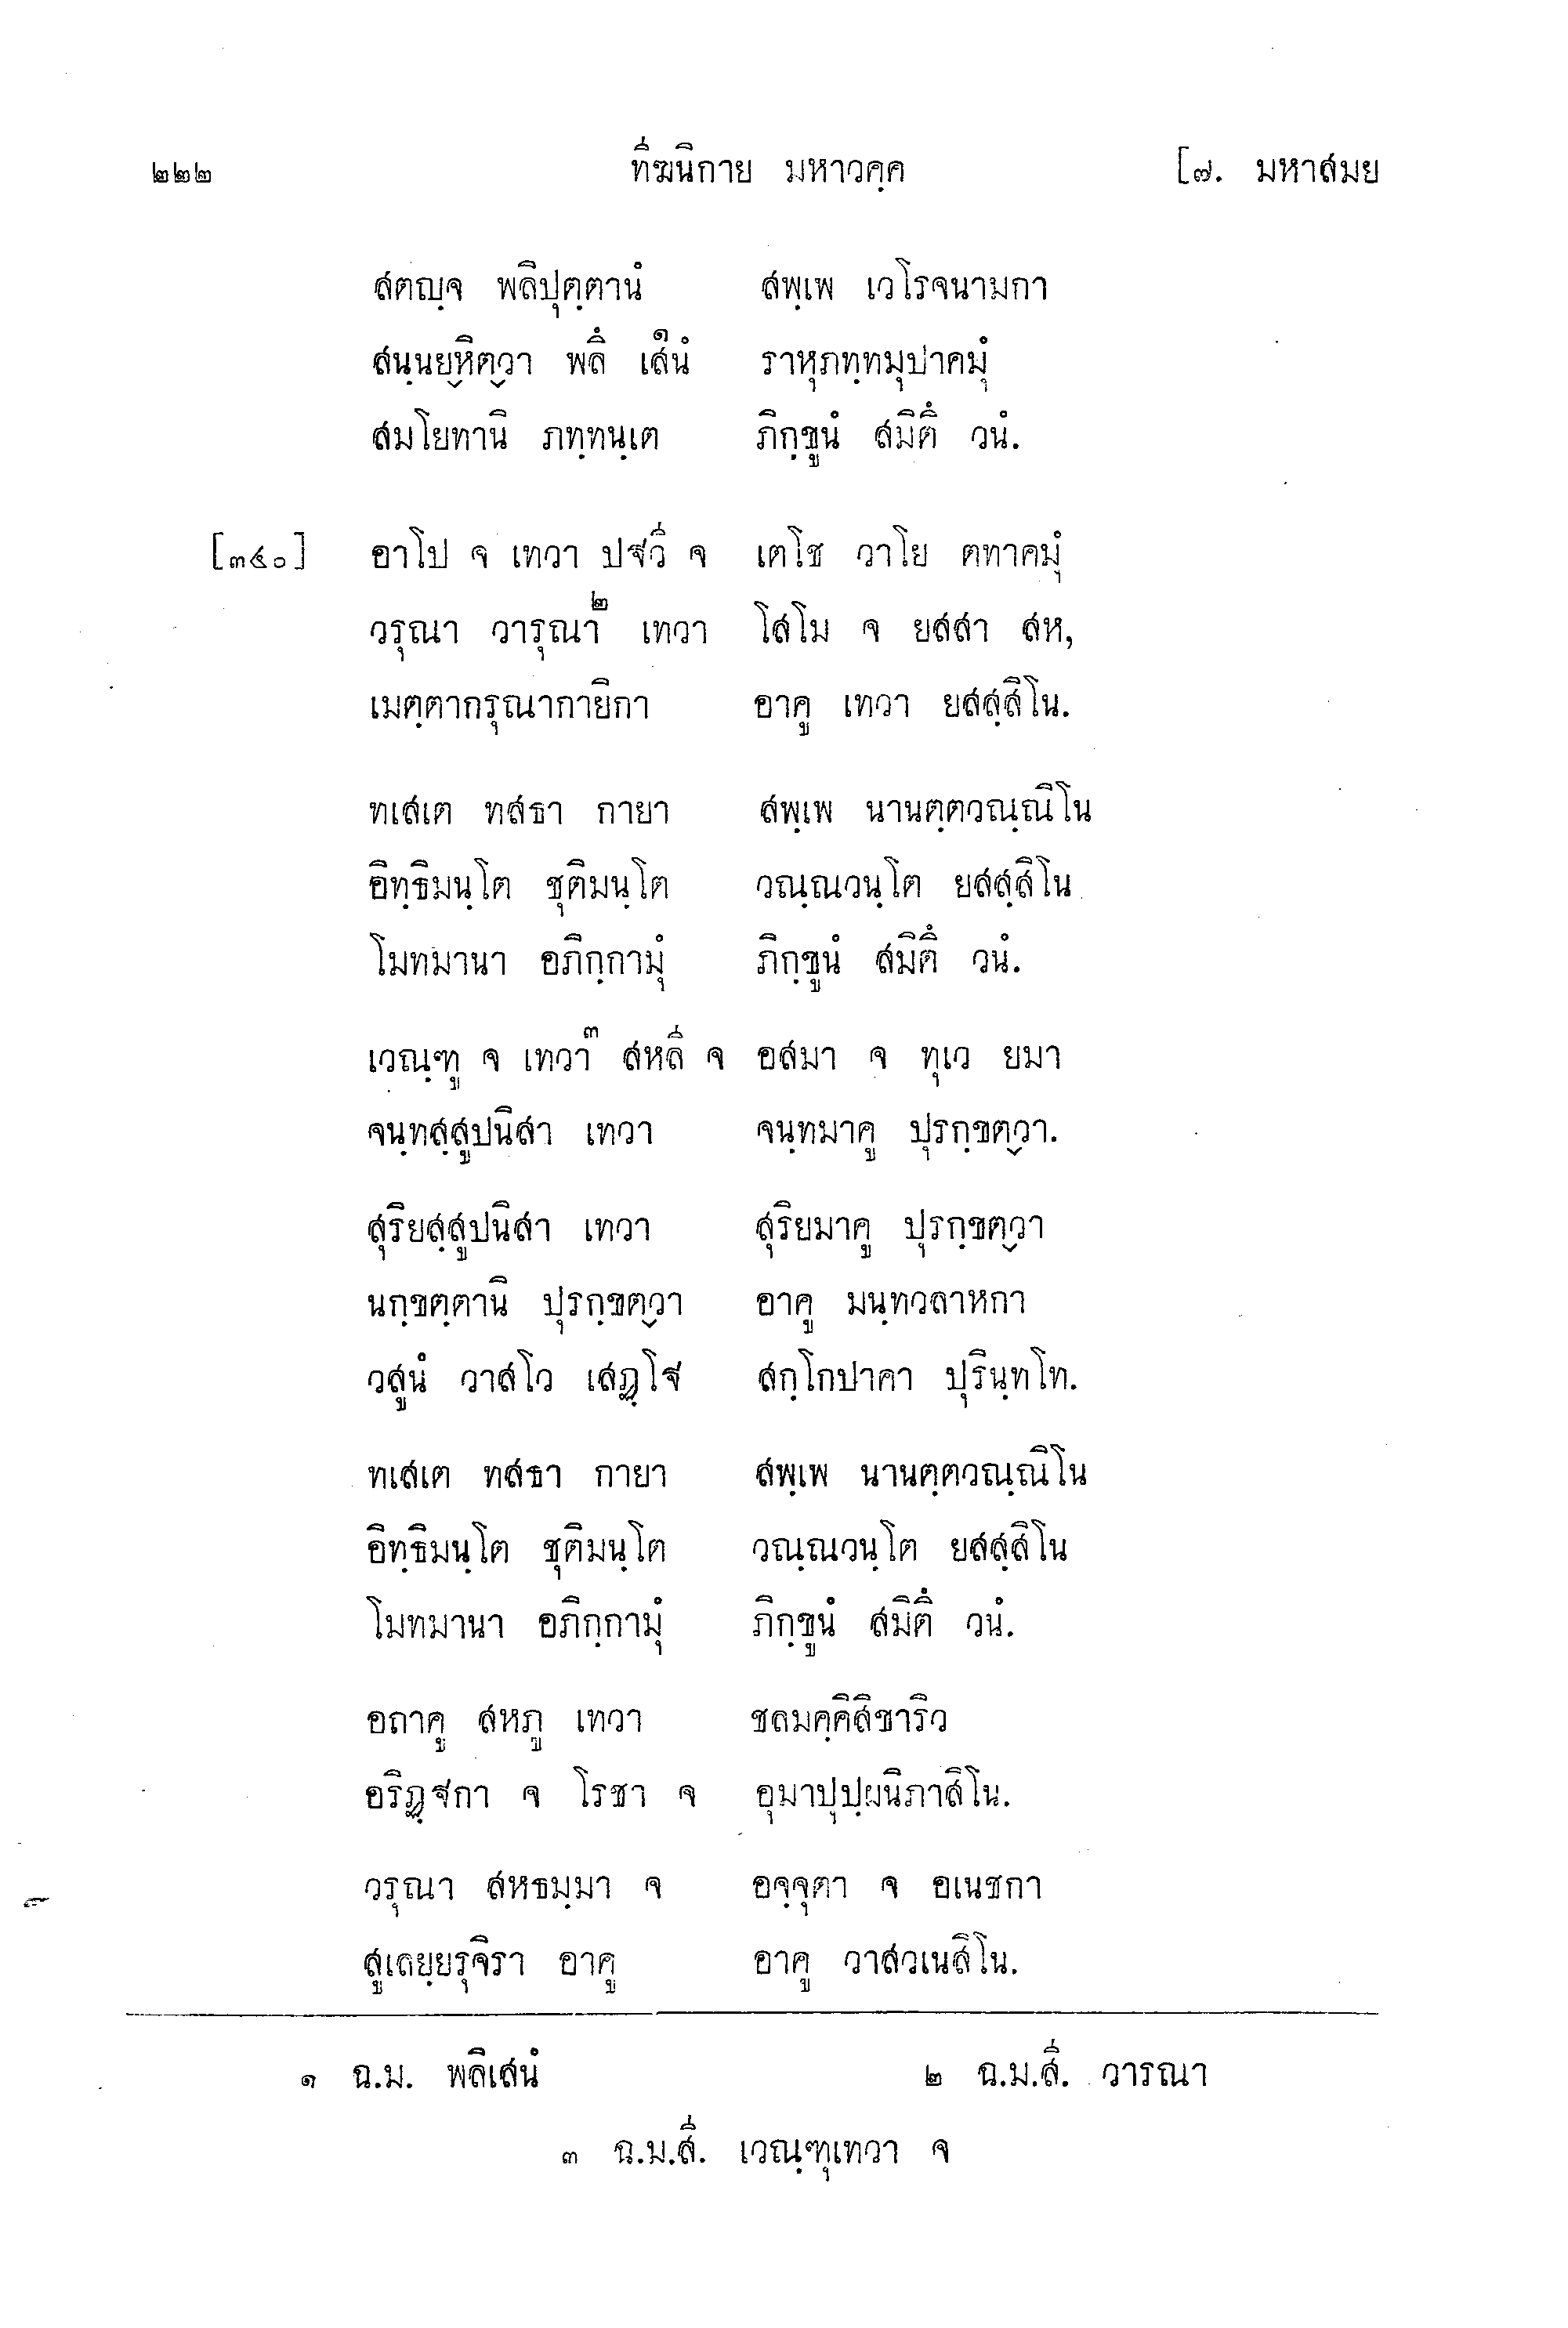 ๒๒๒ ทีฆนิกาย มหาวคฺค [๗. มหาสมย
สตญฺจ พลิปุตฺตานํ สพฺเพ เวโรจนามกา
สนฺนยฺหิตฺวา พลึ เสนํ๑ ราหุภทฺทมุปาคมุํ
สมโยทานิ ภทฺทนฺเต ภิกฺขูนํ สมิตึ วนํ.
[๓๔๐] อาโป จ เทวา ปฐวี จ เตโช วาโย ตทาคมุํ
วรุณา วารุณา๒ เทวา โสโม จ ยสสา สห,
เมตฺตากรุณากายิกา อาคู เทวา ยสสฺสิโน.
ทเสเต ทสธา กายา สพฺเพ นานตฺตวณฺณิโน
อิทฺธิมนฺโต ชุติมนฺโต วณฺณวนฺโต ยสสฺสิโน
โมทมานา อภิกฺกามุํ ภิกฺขูนํ สมิตึ วนํ.
เวณฺฑู จ เทวา๓ สหลี จ อสมา จ ทุเว ยมา
จนฺทสฺสูปนิสา เทวา จนฺทมาคู ปุรกฺขตฺวา.
สุริยสฺสูปนิสา เทวา สุริยมาคู ปุรกฺขตฺวา
นกฺขตฺตานิ ปุรกฺขตฺวา อาคู มนฺทวลาหกา
วสูนํ วาสโว เสฏฺโฐ สกฺโกปาคา ปุรินฺทโท.
ทเสเต ทสธา กายา สพฺเพ นานตฺตวณฺณิโน
อิทฺธิมนฺโต ชุติมนฺโต วณฺณวนฺโต ยสสฺสิโน
โมทมานา อภิกฺกามุํ ภิกฺขูนํ สมิตึ วนํ.
อถาคู สหภู เทวา ชลมคฺคิสิขาริว
อริฏฺฐกา จ โรชา จ อุมาปุปฺผนิภาสิโน.
วรุณา สหธมฺมา จ อจฺจุตา จ อเนชกา
สูเลยฺยรุจิรา อาคู อาคู วาสวเนสิโน.
๑ ฉ.ม. พลิเสนํ ๒ ฉ.ม.สี. วารณา
๓ ฉ.ม.สี. เวณฺฑุเทวา จ